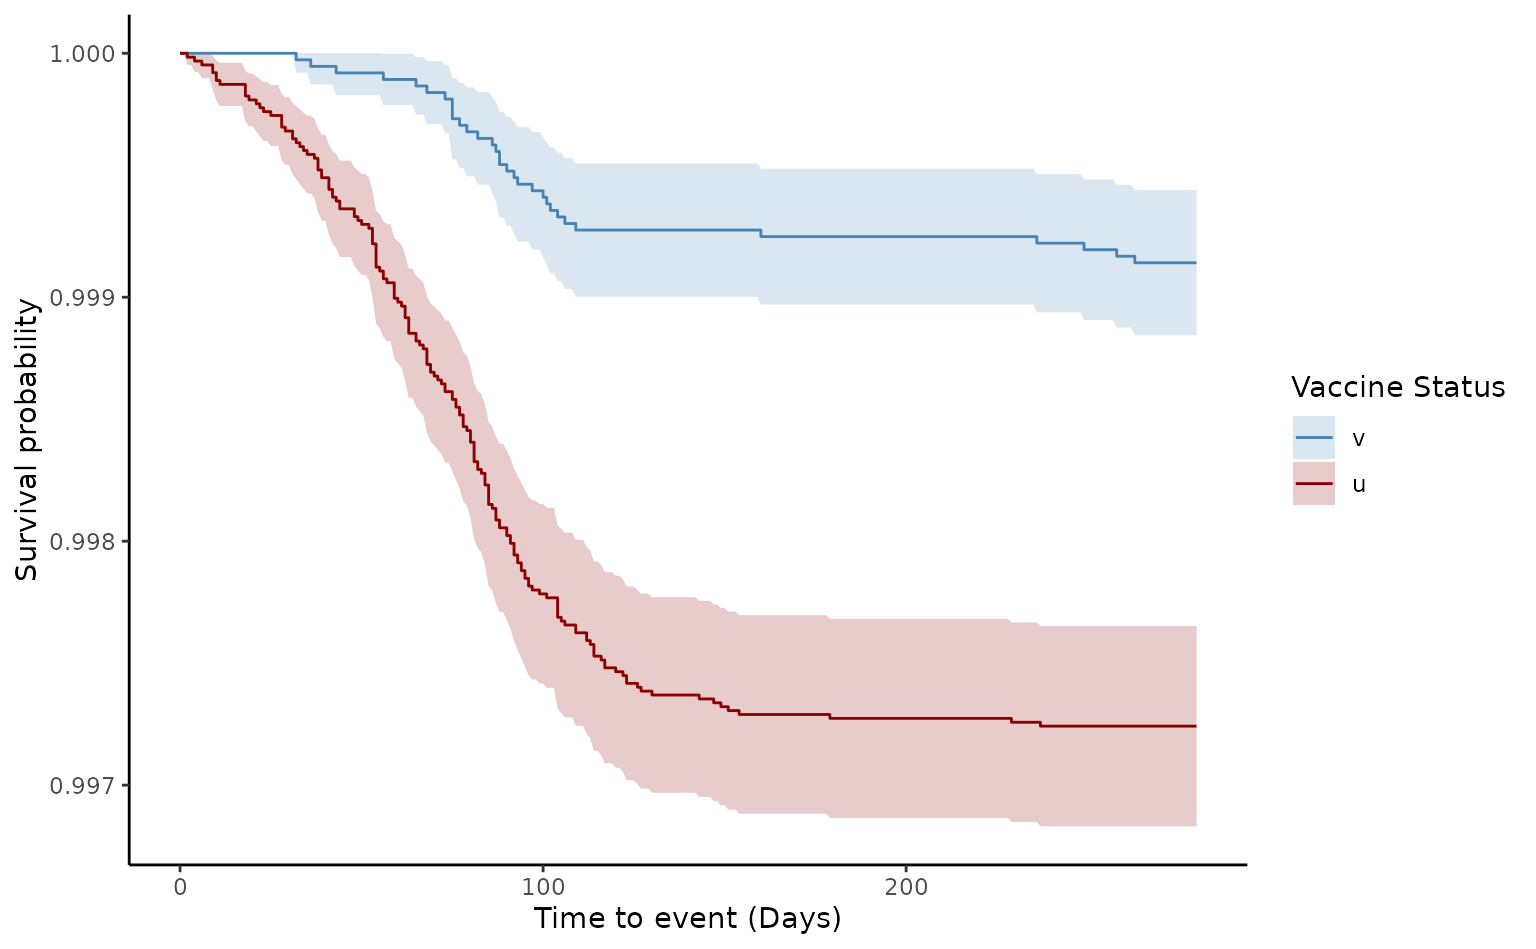 1.000
0.999
0.998
0.997
Survival probability
0
100
200
Time to event (Days)
Vaccine Status
v
u